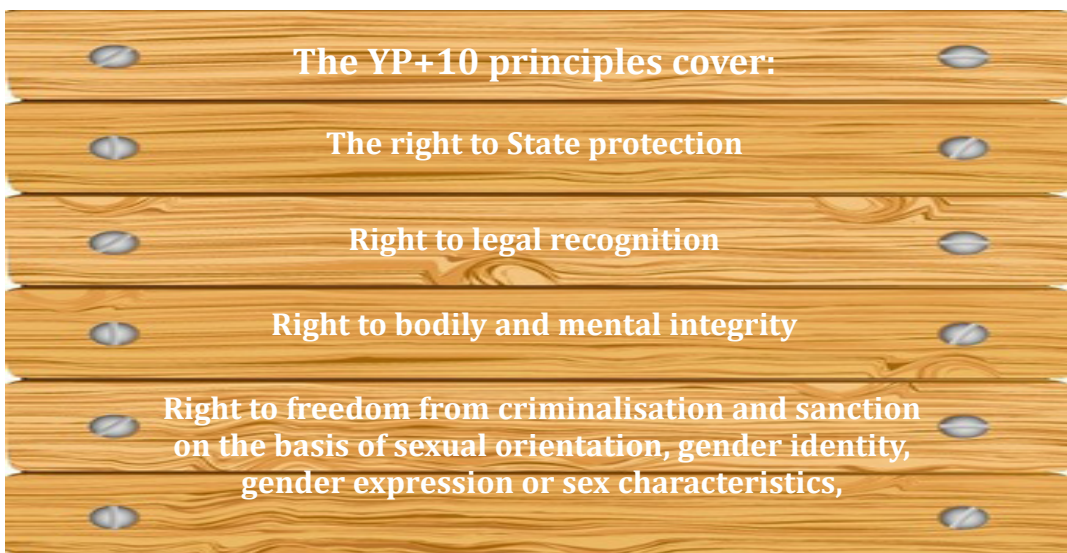 The YP+10 principles cover:
The right to State protection
Right to legal recognition
Right to bodily and mental integrity
Right to freedom from criminalisation and sanction
on the basis of sexual orientation, gender identity,
gender expression or sex characteristics,